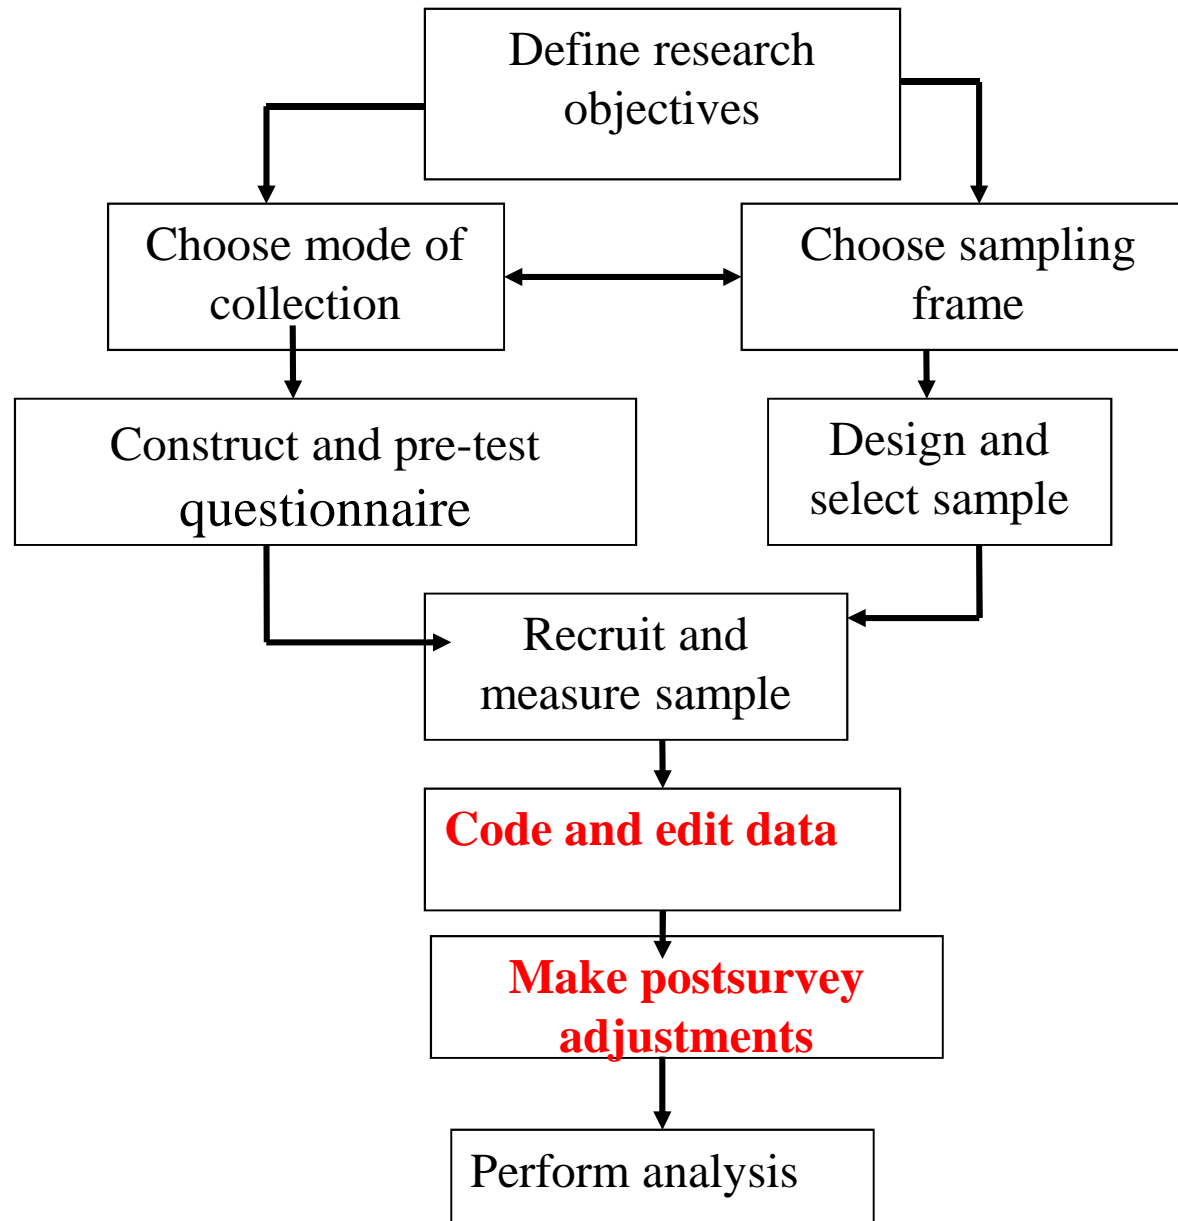 Define research
objectives
Choose mode of
collection
Choose sampling
frame
Construct and pre-test
questionnaire
Design and
select sample
Recruit and
measure sample
Code and edit data
Make postsurvey
adjustments
Perform analysis